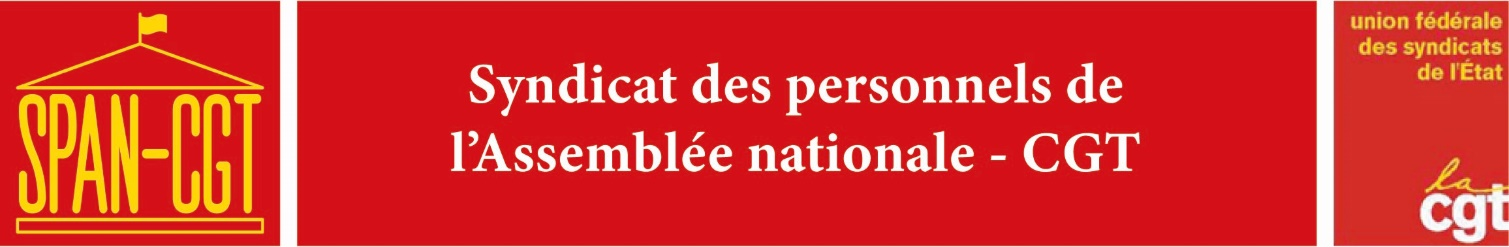 SPAN-CGT
Syndicat des personnels de
l’Assemblée nationale - CGT
union fédérale
des syndicats
de l'État
la
cgt